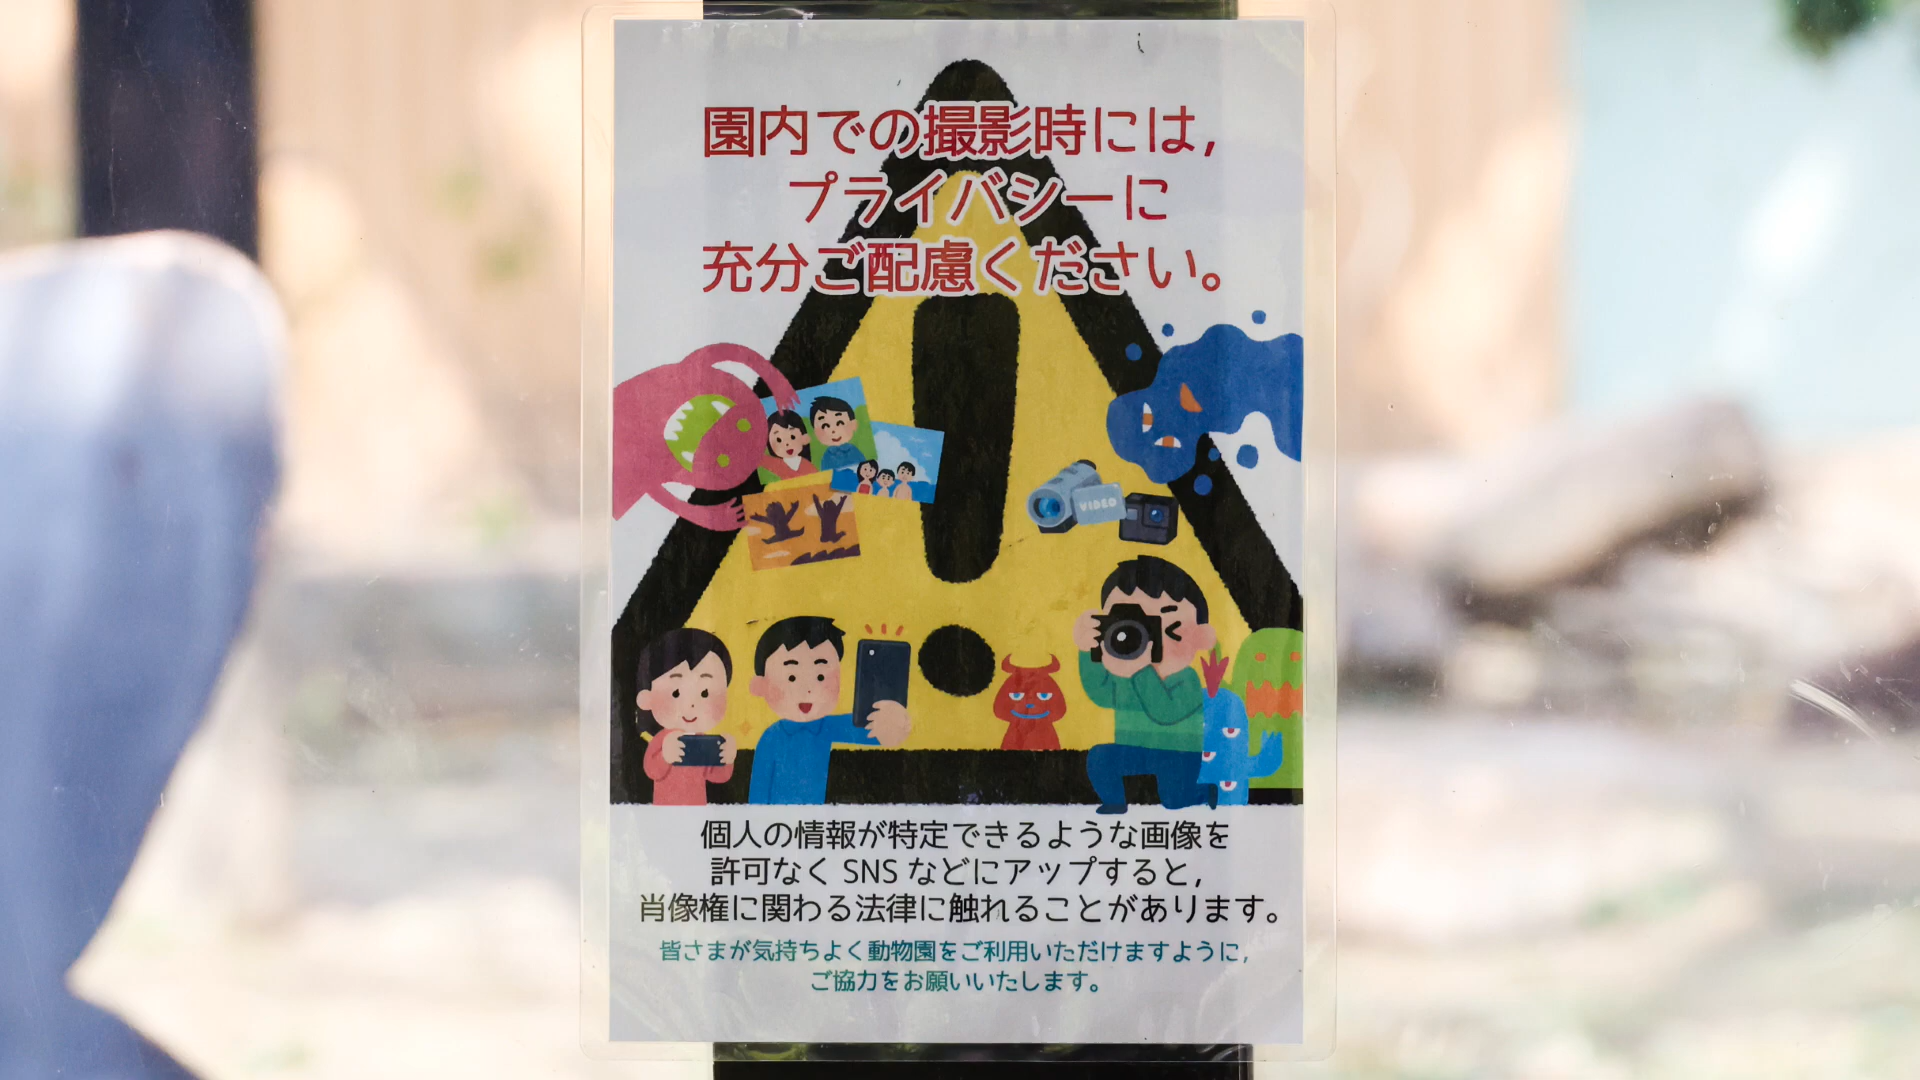 園内での撮影時には,
プライバシーに
充分ご配慮ください。
VIDEO
個人の情報が特定できるような画像を
許可なく SNS などにアップすると,
肖像権に関わる法律に触れることがあります。
皆さまが気持ちよく動物園をご利用いただけますように,
ご協力をお願いいたします。